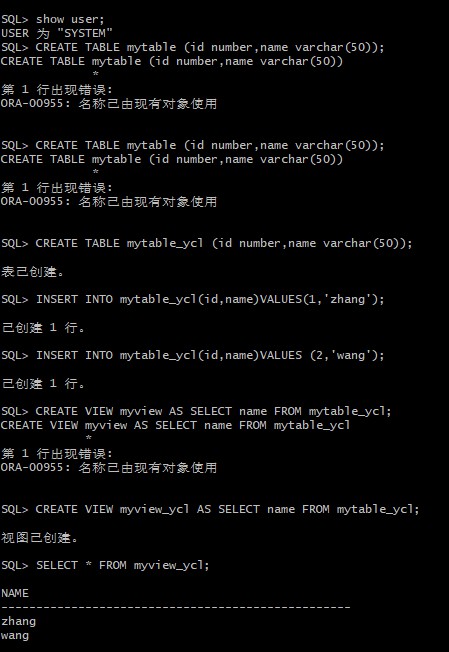 SQL> show user;
USER 为 "SYSTEM"
SQL> CREATE TABLE mytable (id number,name varchar(50));
CREATE TABLE mytable (id number,name varchar(50))
*
第 1 行出现错误:
ORA-00955: 名称已由现有对象使用
SQL> CREATE TABLE mytable (id number,name varchar(50));
CREATE TABLE mytable (id number,name varchar(50))
*
第 1 行出现错误:
ORA-00955: 名称已由现有对象使用
SQL> CREATE TABLE mytable_ycl (id number,name varchar(50));
表已创建。
SQL> INSERT INTO mytable_ycl(id,name)VALUES(1,'zhang');
已创建 1 行。
SQL> INSERT INTO mytable_ycl(id,name)VALUES (2,'wang');
已创建 1 行。
SQL> CREATE VIEW myview AS SELECT name FROM mytable_ycl;
CREATE VIEW myview AS SELECT name FROM mytable_ycl
*
第 1 行出现错误:
ORA-00955: 名称已由现有对象使用
SQL> CREATE VIEW myview_ycl AS SELECT name FROM mytable_ycl;
视图已创建。
SQL> SELECT * FROM myview_ycl;
NAME
--------------------------------------------------
zhang
wang